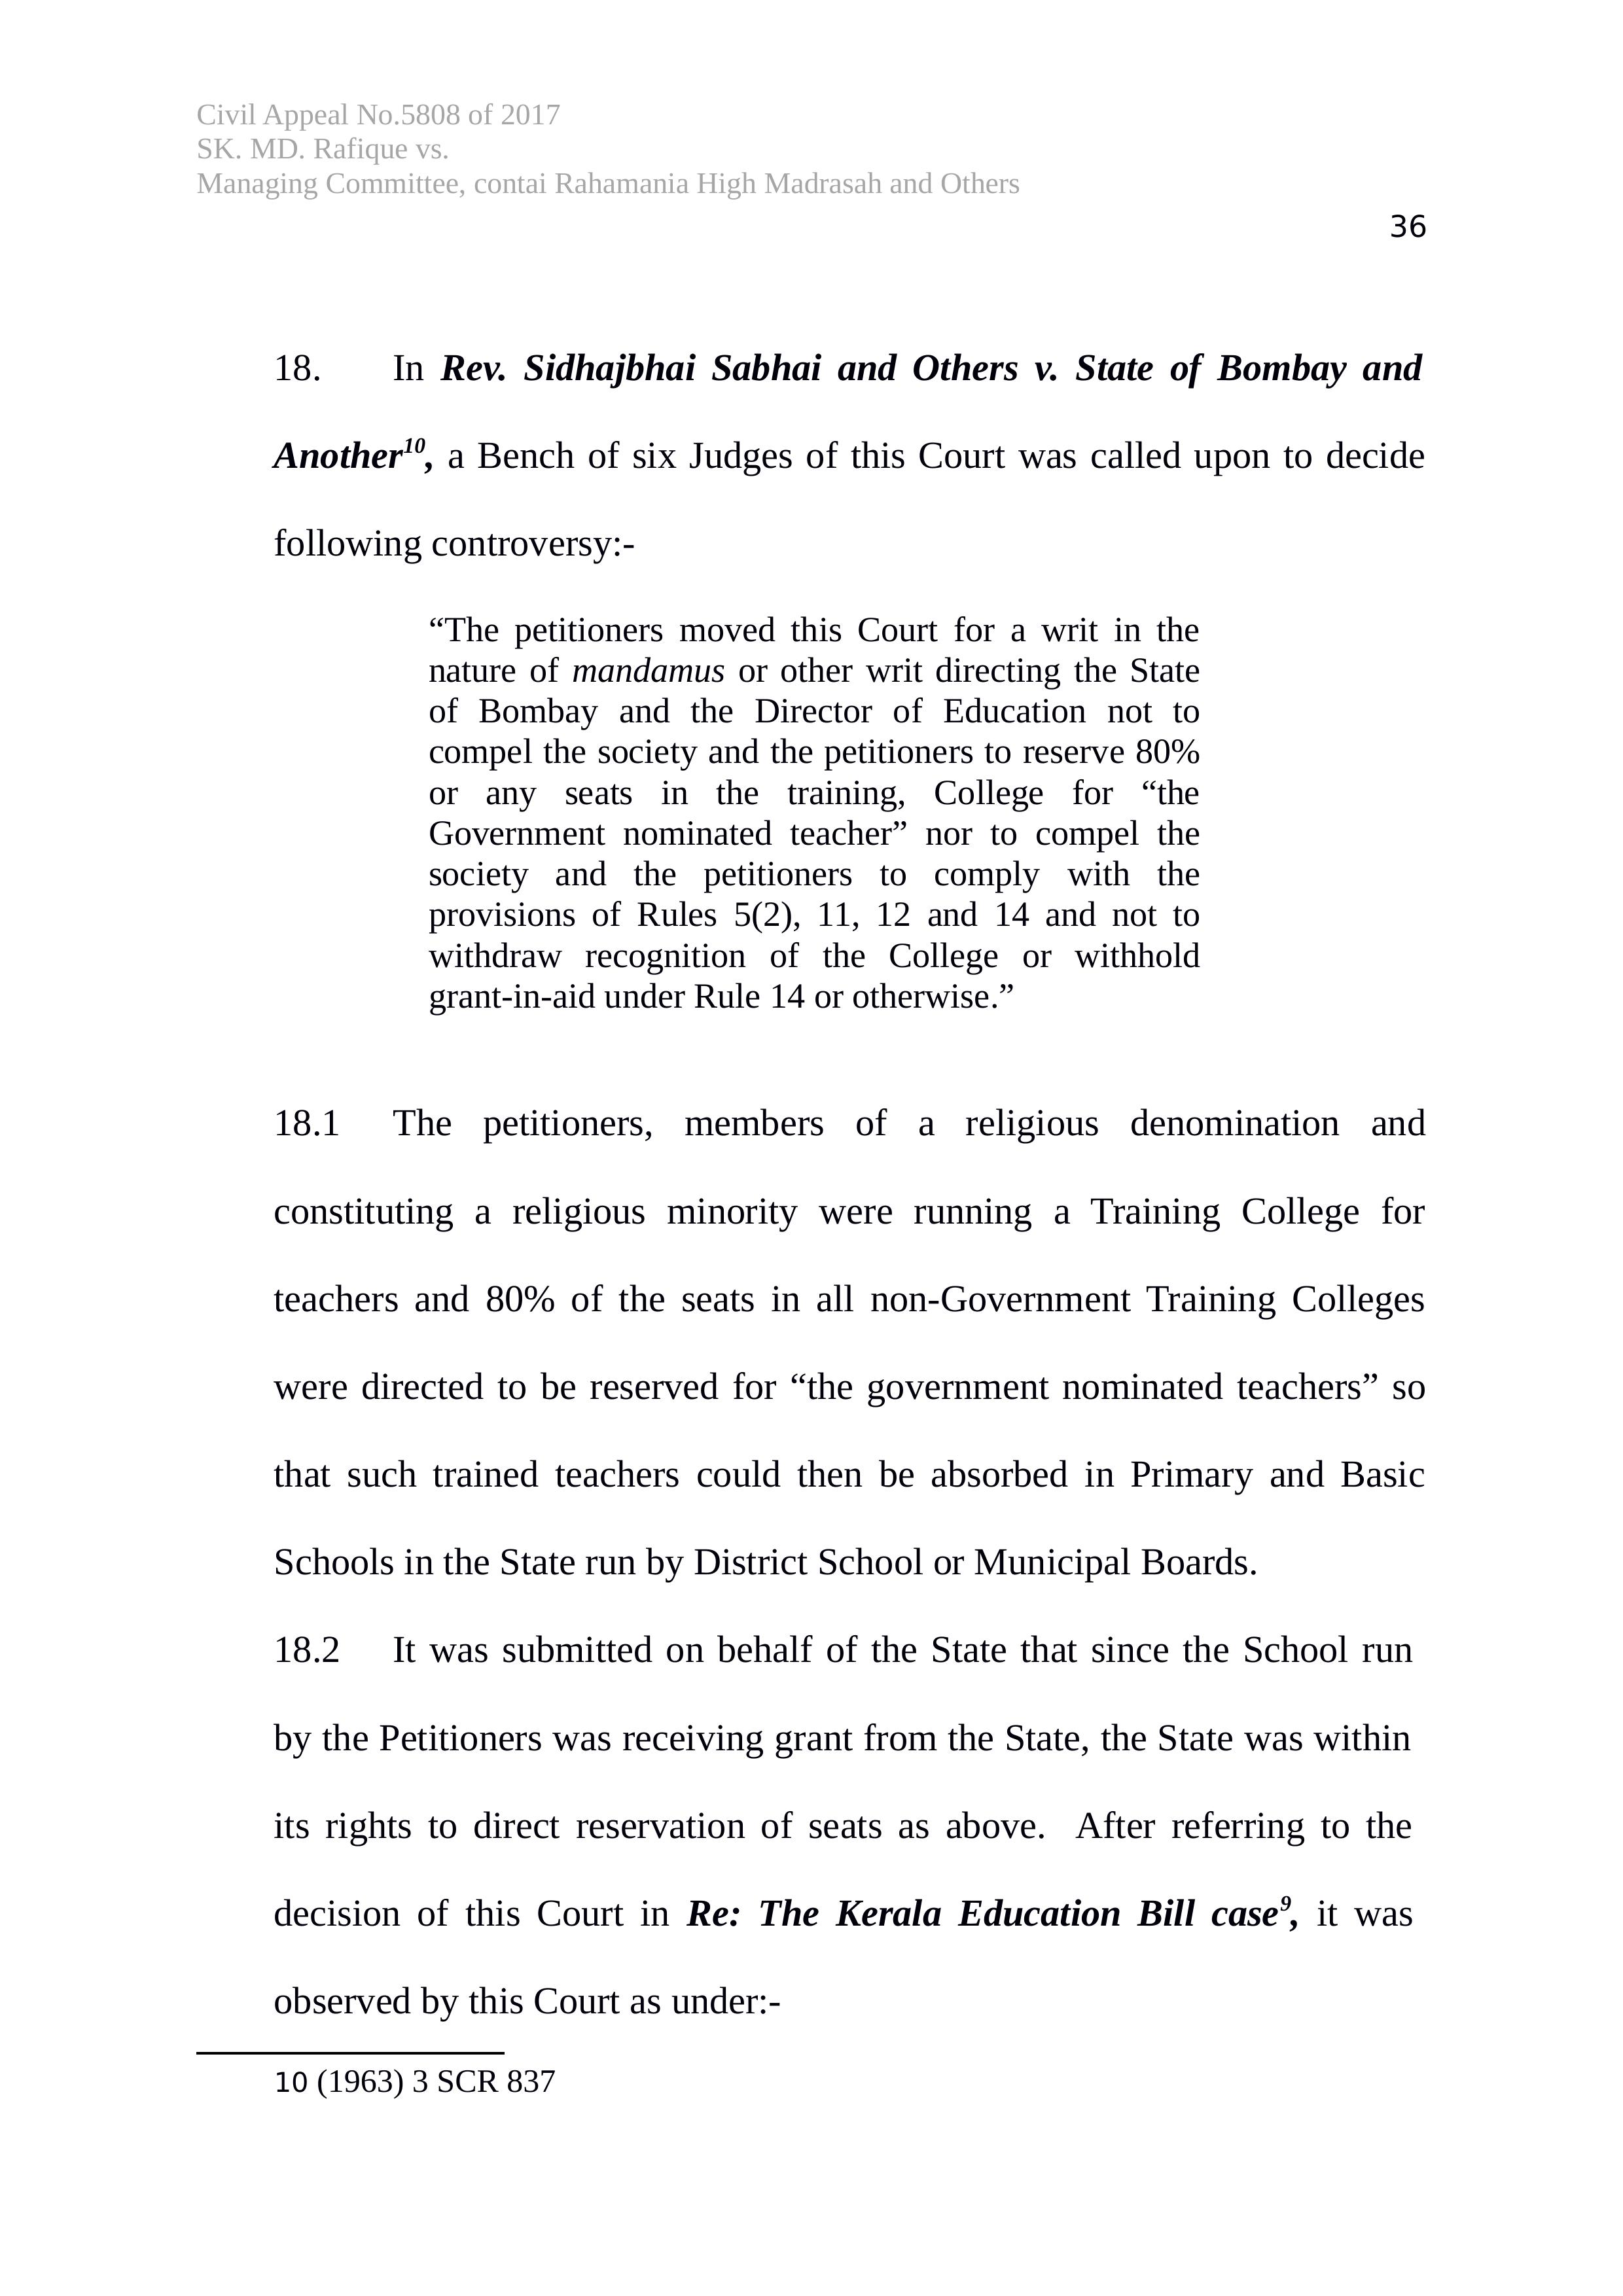 Civil Appeal No.5808 of 2017
SK. MD. Rafique vs.
Managing Committee, contai Rahamania High Madrasah and Others
36
18. In Rev. Sidhajbhai Sabhai and Others v. State of Bombay and
Another10, a Bench of six Judges of this Court was called upon to decide
following controversy:-
“The petitioners moved this Court for a writ in the
nature of mandamus or other writ directing the State
of Bombay and the Director of Education not to
compel the society and the petitioners to reserve 80%
or any seats in the training, College for “the
Government nominated teacher” nor to compel the
society and the petitioners to comply with the
provisions of Rules 5(2), 11, 12 and 14 and not to
withdraw recognition of the College or withhold
grant-in-aid under Rule 14 or otherwise.”
18.1 The petitioners, members of a religious denomination and
constituting a religious minority were running a Training College for
teachers and 80% of the seats in all non-Government Training Colleges
were directed to be reserved for “the government nominated teachers” so
that such trained teachers could then be absorbed in Primary and Basic
Schools in the State run by District School or Municipal Boards.
18.2 It was submitted on behalf of the State that since the School run
by the Petitioners was receiving grant from the State, the State was within
its rights to direct reservation of seats as above. After referring to the
decision of this Court in Re: The Kerala Education Bill case9, it was
observed by this Court as under:-
10 (1963) 3 SCR 837